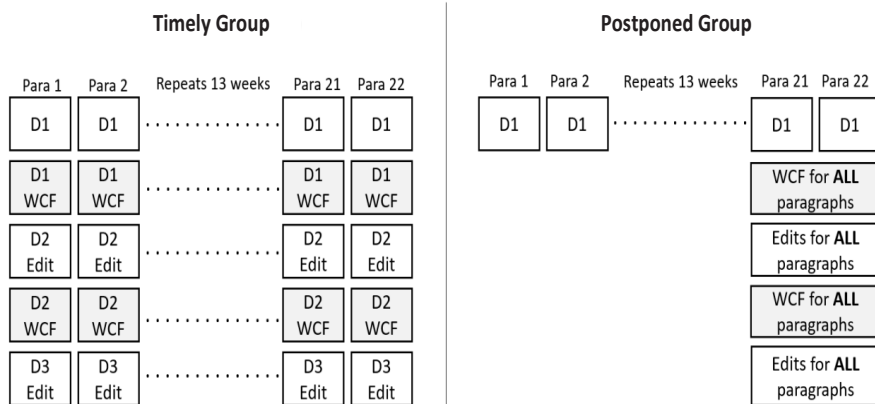 Timely Group
Para 1 Para 2 Repeats 13 weeks Para 21 Para 22
D1 D1 D1 D1
D1 D1 D1 D1
WCF WCF WCF WCF
D2 D2 D2 D2
Edit Edit Edit Edit
D2 D2 D2 D2
WCF WCF WCF WCF
D3 D3 D3 D3
Edit Edit Edit Edit
Postponed Group
Para 1 Para 2 Repeats 13 weeks Para 21 Para 22
D1 D1 D1 D1
WCF for ALL
paragraphs
Edits for ALL
paragraphs
WCF for ALL
paragraphs
Edits for ALL
paragraphs